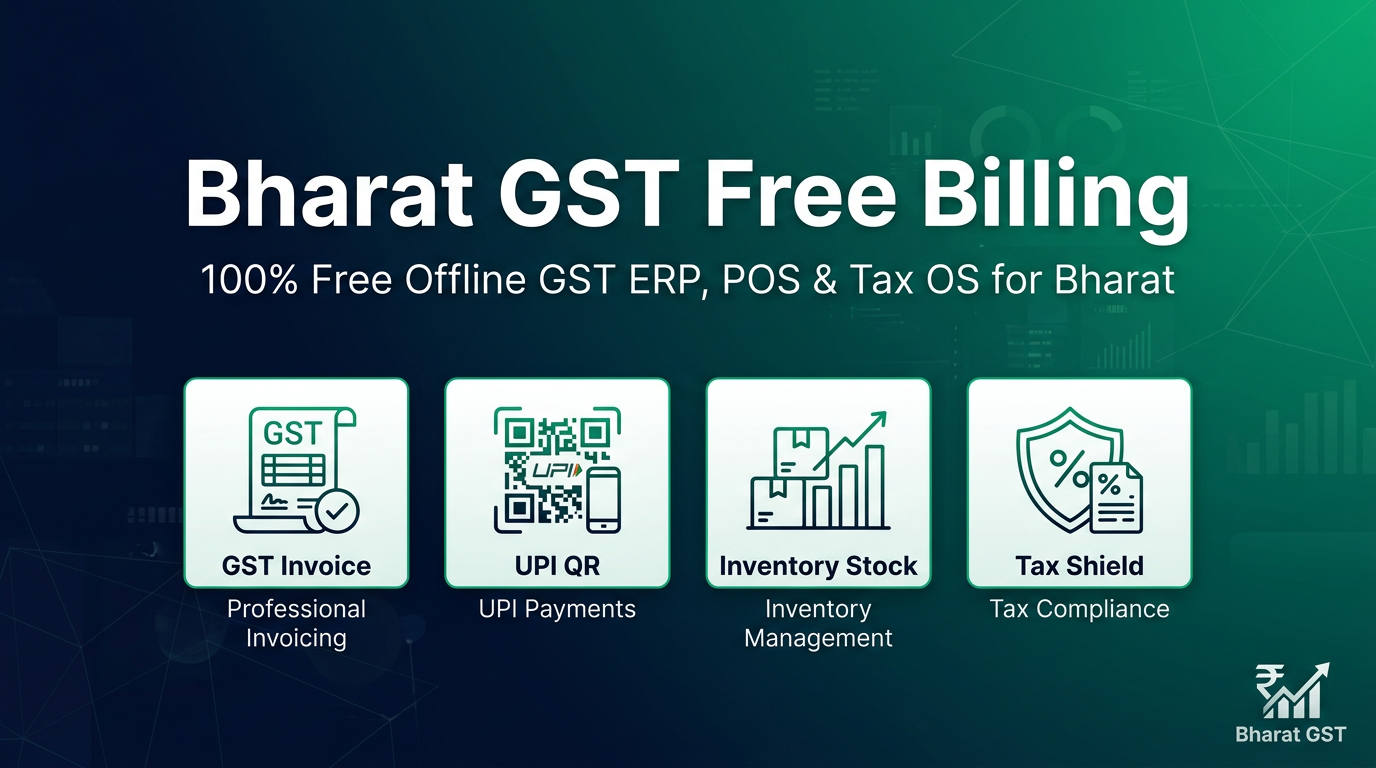 Bharat GST Free Billing
100% Free Offline GST ERP, POS & Tax OS for Bharat
GST
GST Invoice
Professional
Invoicing
UPI
UPI QR
UPI Payments
Inventory Stock
Inventory
Management
%
%
Tax Shield
Tax Compliance
₹
Bharat GST